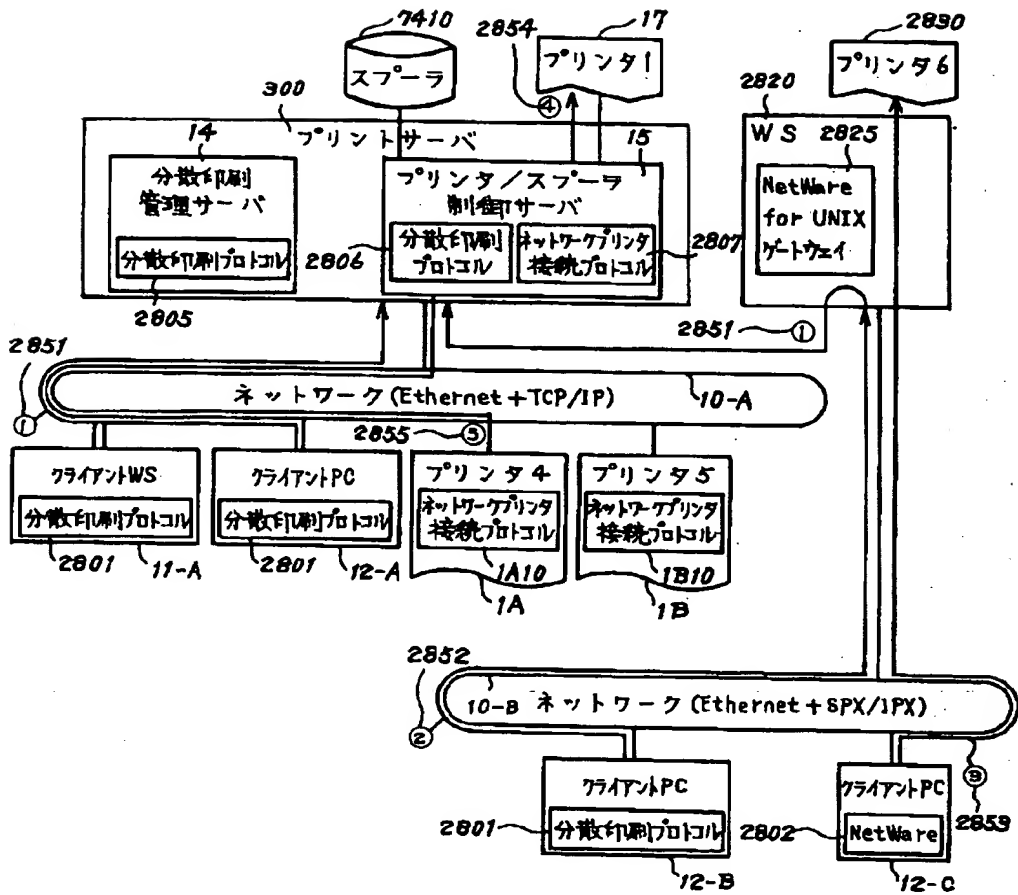 7410
スプーラ
2854
④
17
プリンタ1
2830
プリンタ6
300
プリントサーバ
14
分散印刷
管理サーバ
分散印刷プロトコル
2805
15
プリンタ/スプーラ
制御サーバ
2806
分散印刷
プロトコル
ネットワークプリンタ
接続プロトコル
2807
2820
WS
2825
NetWare
for UNIX
ゲートウェイ
2851
①
2851
①
ネットワーク(Ethernet+TCP/IP)
10-A
2855
クライアントWS
分散印刷プロトコル
2801
11-A
クライアントPC
分散印刷プロトコル
2801
12-A
プリンタ4
ネットワークプリンタ
接続プロトコル
1A10
1A
プリンタ5
ネットワークプリンタ
接続プロトコル
1B10
1B
2852
②
10-B
ネットワーク(Ethernet+SPX/IPX)
③
2853
クライアントPC
2801
分散印刷プロトコル
12-B
クライアントPC
2802
NetWare
12-C